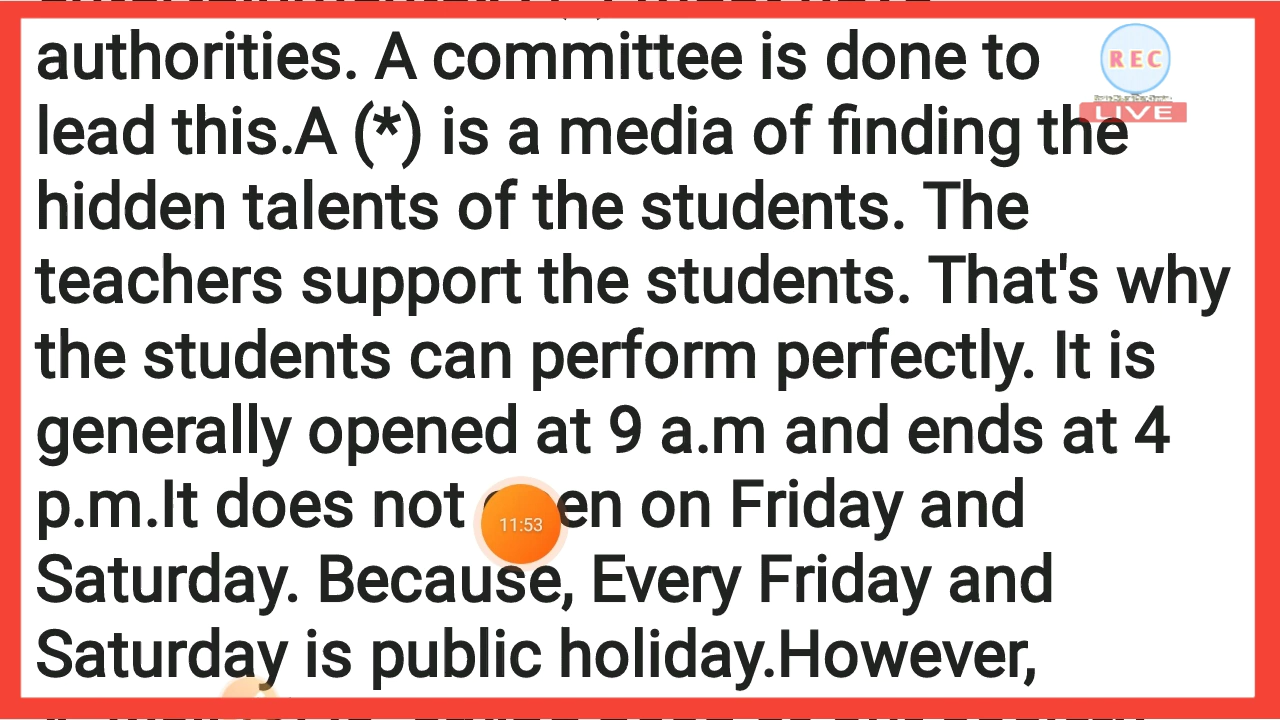 authorities. A committee is done to
lead this.A (*) is a media of finding the
hidden talents of the students. The
teachers support the students. That's why
the students can perform perfectly. It is
generally opened at 9 a.m and ends at 4
p.m.It does not on Friday and
Saturday. Because, Every Friday and
Saturday is public holiday.However,
REC
LIVE
11:53